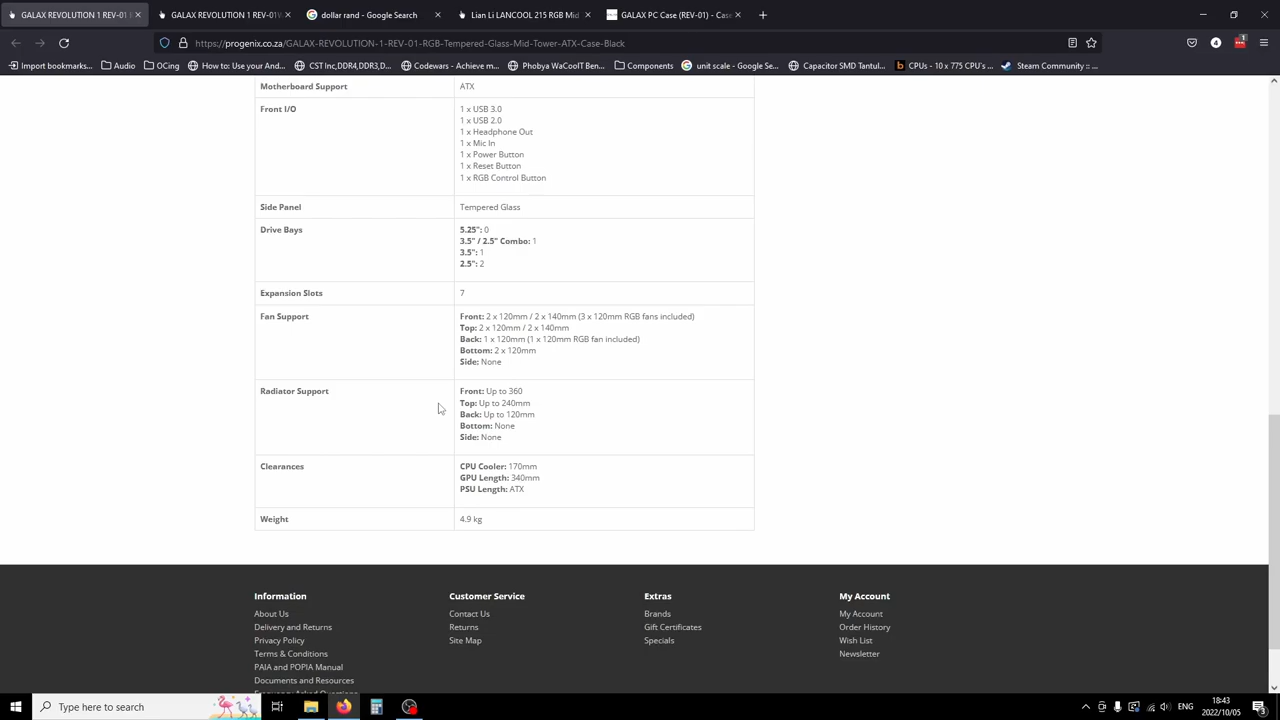 GALAX REVOLUTION 1 REV-01
GALAX REVOLUTION 1 REV-01W
dollar rand - Google Search
Lian Li LANCOOL 215 RGB Mid
GALAX PC Case (REV-01) - Case
https://progenix.co.za/GALAX-REVOLUTION-1-REV-01-RGB-Tempered-Glass-Mid-Tower-ATX-Case-Black
Import bookmarks...
Audio
OCing
How to: Use your And...
CST Inc,DDR4,DDR3,D...
Codewars - Achieve m...
Phobya WaCoolT Ben...
Components
unit scale - Google Se...
Capacitor SMD Tantul...
CPUs - 10 x 775 CPU's ...
Steam Community :: ...
Motherboard Support
ATX
Front I/O
1 x USB 3.0
1 x USB 2.0
1 x Headphone Out
1 x Mic In
1 x Power Button
1 x Reset Button
1 x RGB Control Button
Side Panel
Tempered Glass
Drive Bays
5.25": 0
3.5" / 2.5" Combo: 1
3.5": 1
2.5": 2
Expansion Slots
7
Fan Support
Front: 2 x 120mm / 2 x 140mm (3 x 120mm RGB fans included)
Top: 2 x 120mm / 2 x 140mm
Back: 1 x 120mm (1 x 120mm RGB fan included)
Bottom: 2 x 120mm
Side: None
Radiator Support
Front: Up to 360
Top: Up to 240mm
Back: Up to 120mm
Bottom: None
Side: None
Clearances
CPU Cooler: 170mm
GPU Length: 340mm
PSU Length: ATX
Weight
4.9 kg
Information
About Us
Delivery and Returns
Privacy Policy
Terms & Conditions
PAIA and POPIA Manual
Documents and Resources
Frequency Asked Questions
Customer Service
Contact Us
Returns
Site Map
Extras
Brands
Gift Certificates
Specials
My Account
My Account
Order History
Wish List
Newsletter
Type here to search
ENG
18:43
2022/10/05